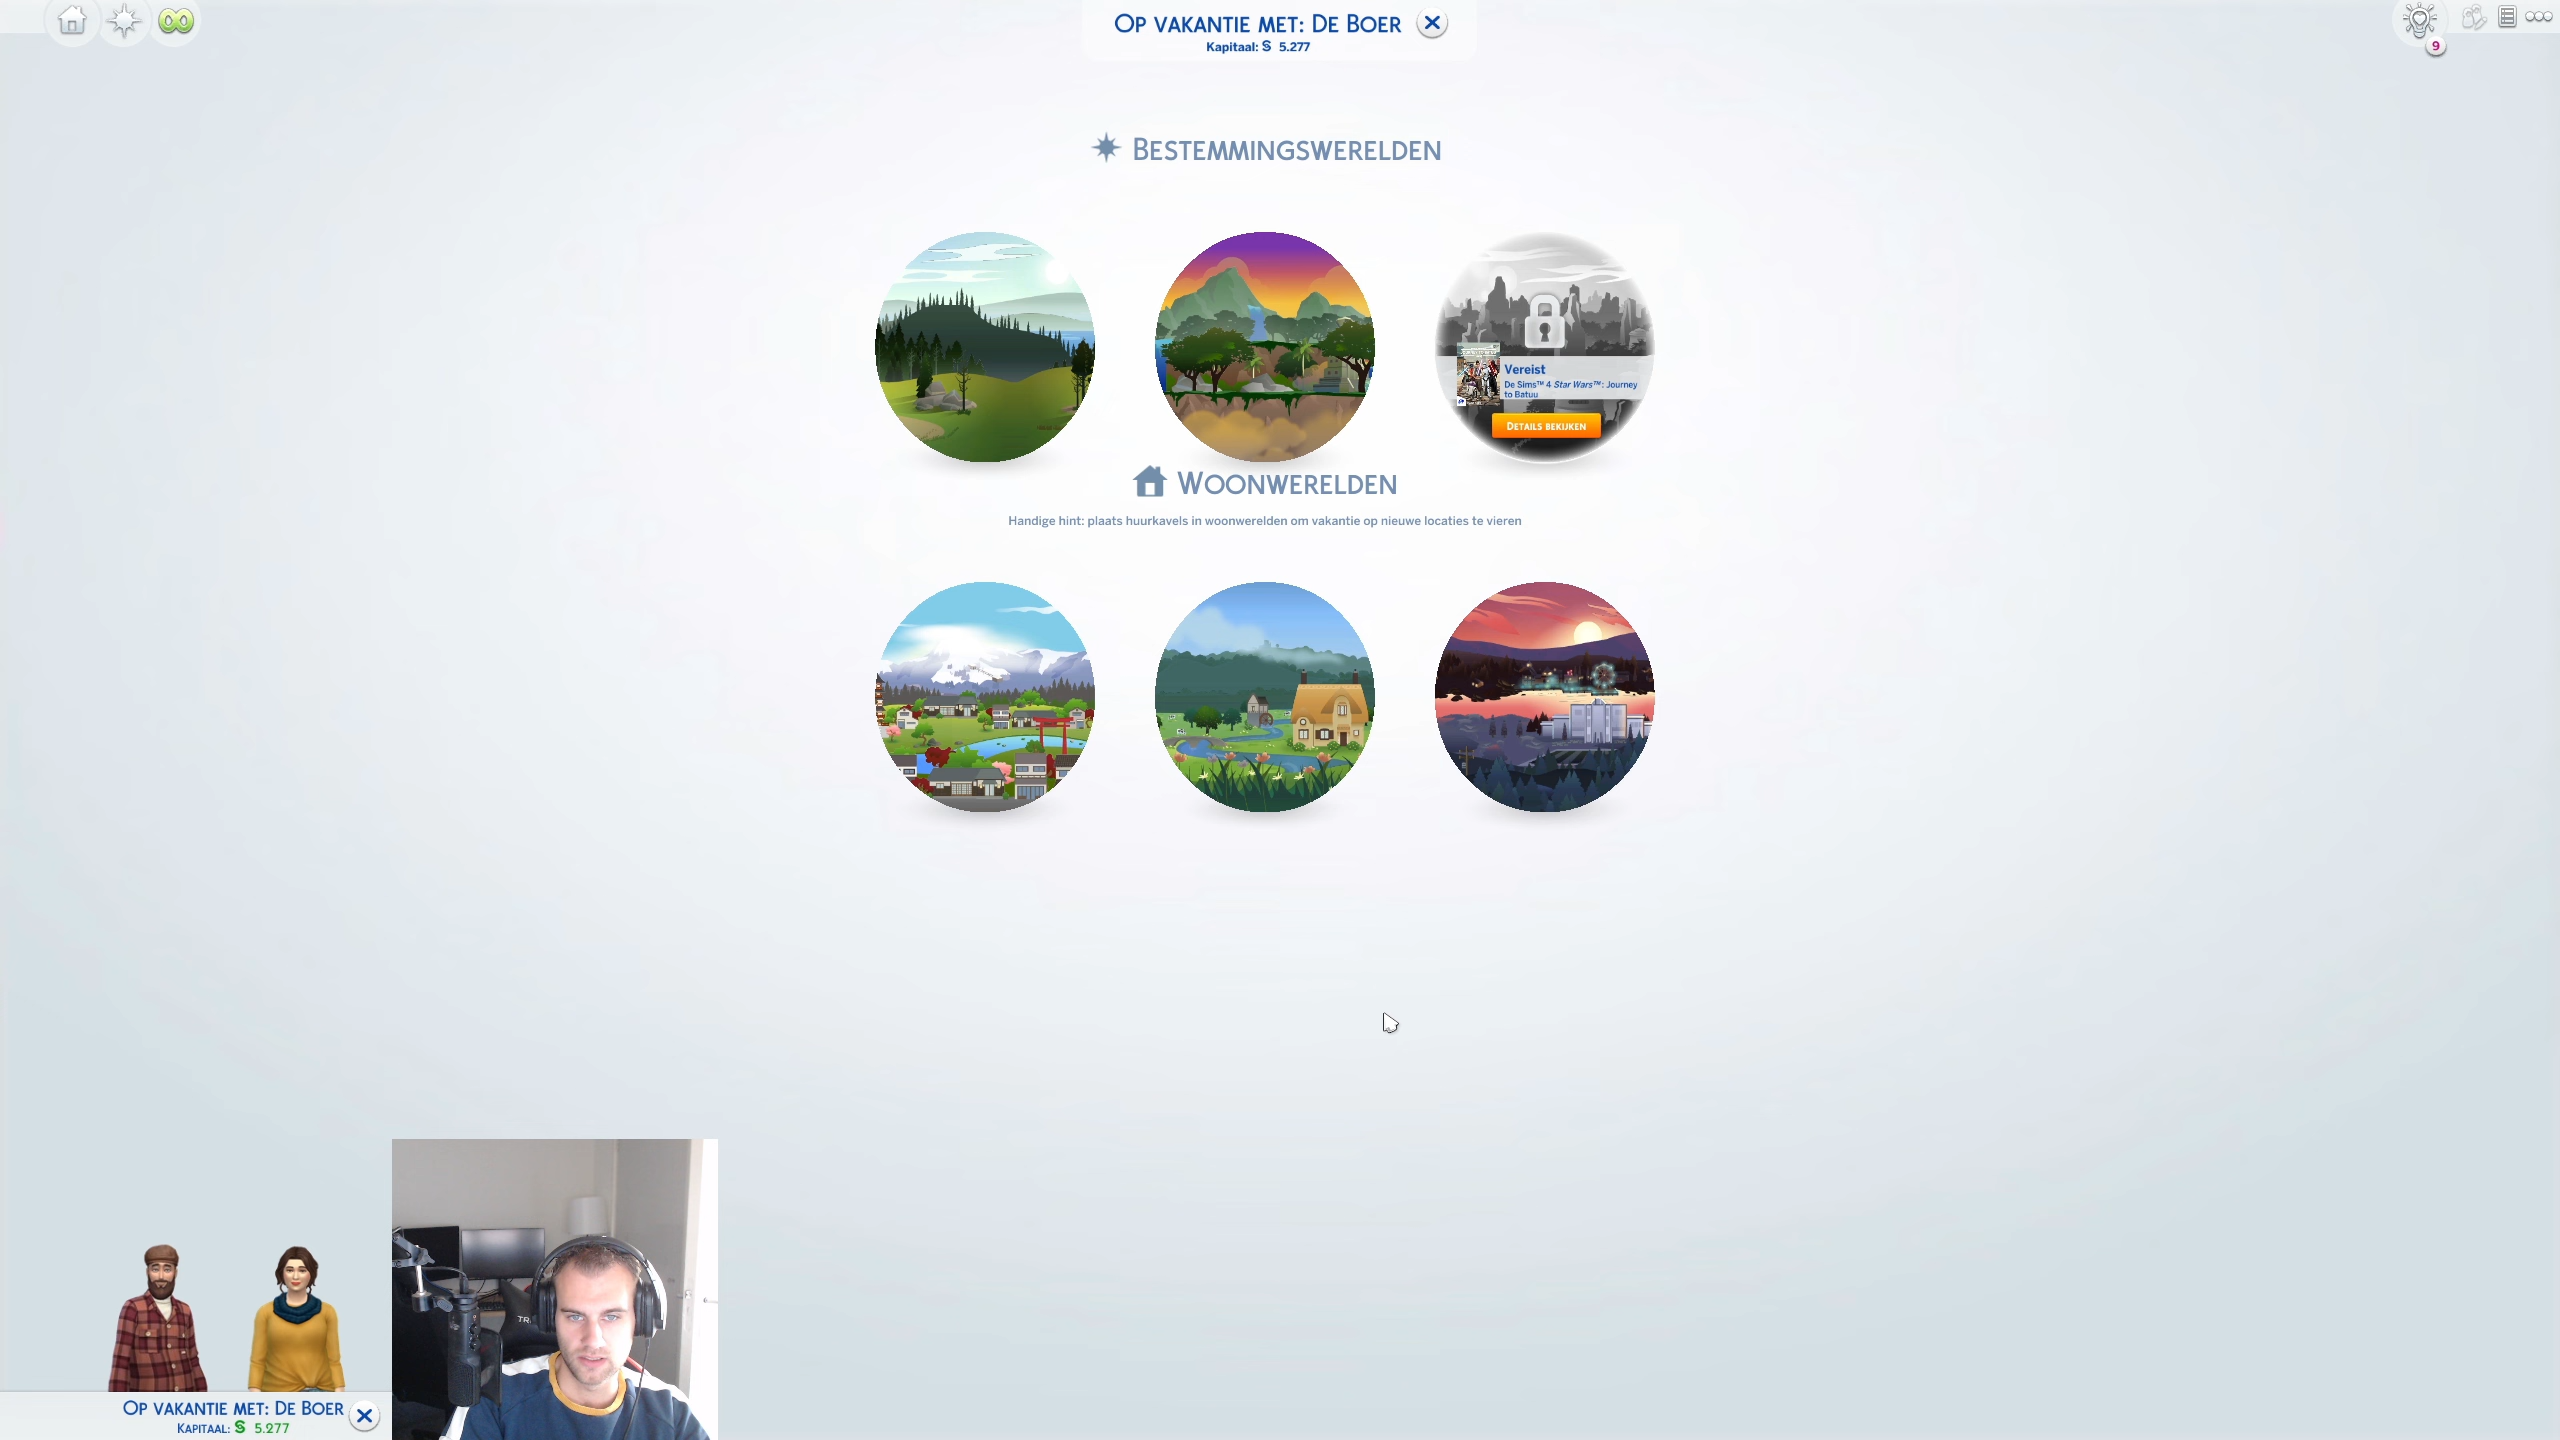 Op vakantie met: De Boer
Kapitaal: § 5.277
9
Bestemmingswerelden
Vereist
De Sims™ 4 Star Wars™: Journey
to Batuu
Details bekijken
Woonwerelden
Handige hint: plaats huurkavels in woonwerelden om vakantie op nieuwe locaties te vieren
TR
Op vakantie met: De Boer
Kapitaal: § 5.277